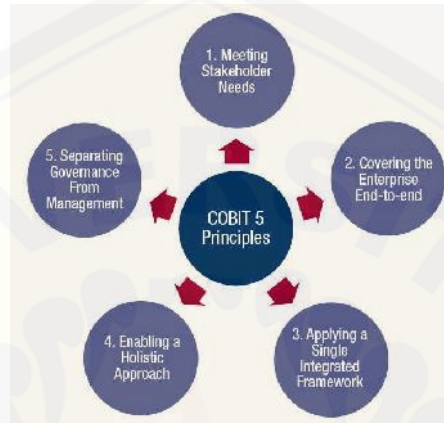 1. Meeting
Stakeholder
Needs
5. Separating
Governance
From
Management
2. Covering the
Enterprise
End-to-end
COBIT 5
Principles
4. Enabling a
Holistic
Approach
3. Applying a
Single
Integrated
Framework